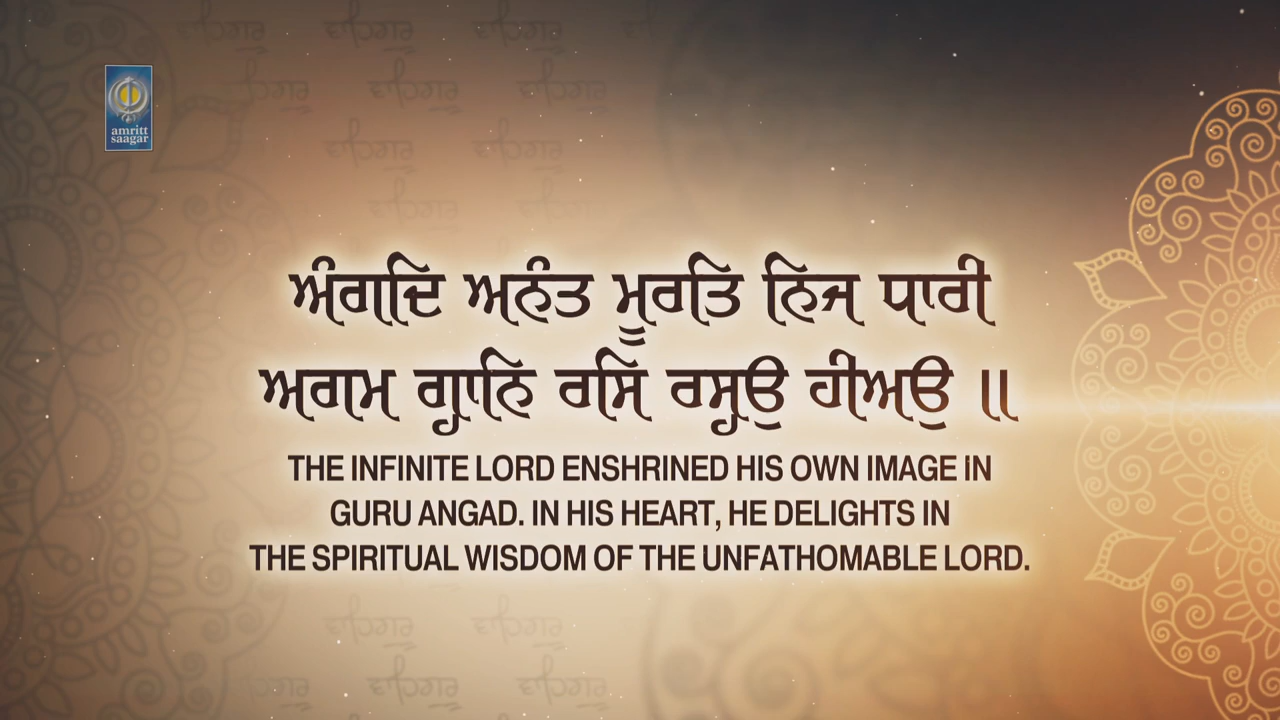 amritt
saagar
ਅੰਗਦਿ ਅਨੰਤ ਮੂਰਤਿ ਨਿਜ ਧਾਰੀ
ਅਗਮ ਗ੍ਹਾਨਿ ਰਸਿ ਰਸ੍ਹਉ ਹੀਅਉ ॥
THE INFINITE LORD ENSHRINED HIS OWN IMAGE IN
GURU ANGAD. IN HIS HEART, HE DELIGHTS IN
THE SPIRITUAL WISDOM OF THE UNFATHOMABLE LORD.